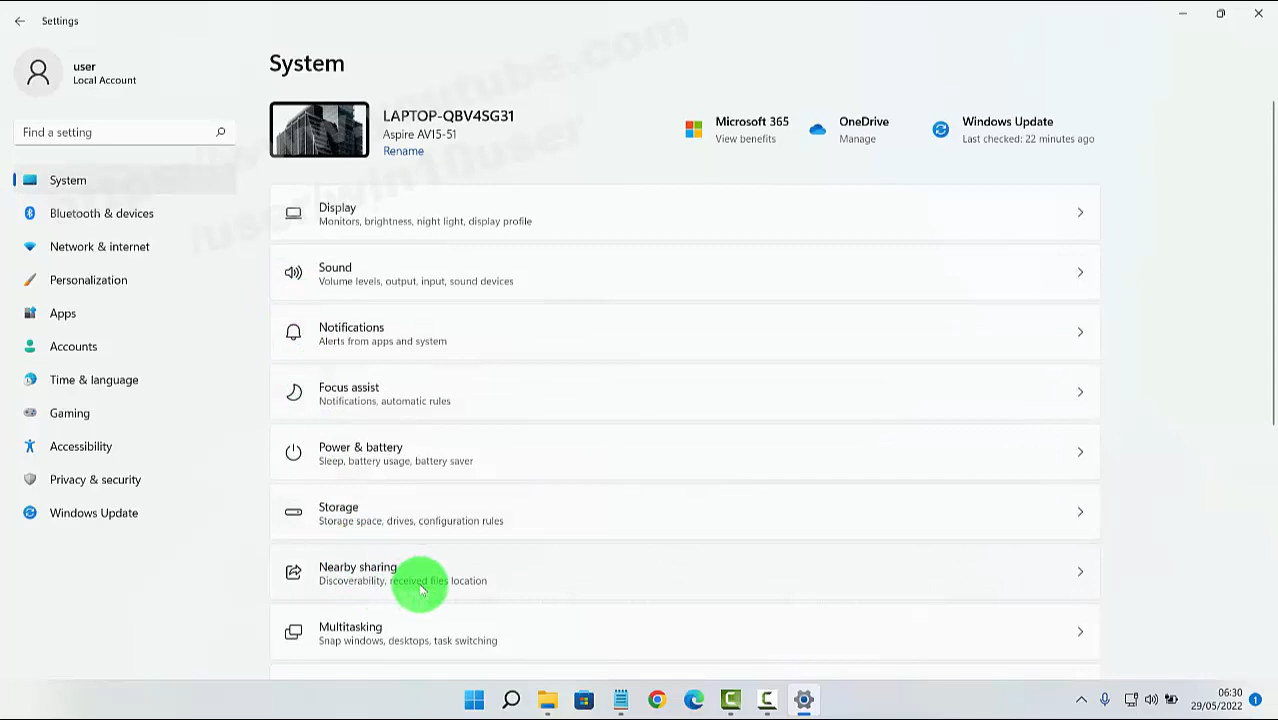 Settings
user
Local Account
Find a setting
System
Bluetooth & devices
Network & internet
Personalization
Apps
Accounts
Time & language
Gaming
Accessibility
Privacy & security
Windows Update
System
LAPTOP-QBV4SG31
Aspire AV15-51
Rename
Microsoft 365
View benefits
OneDrive
Manage
Windows Update
Last checked: 22 minutes ago
Display
Monitors, brightness, night light, display profile
Sound
Volume levels, output, input, sound devices
Notifications
Alerts from apps and system
Focus assist
Notifications, automatic rules
Power & battery
Sleep, battery usage, battery saver
Storage
Storage space, drives, configuration rules
Nearby sharing
Discoverability, received files location
Multitasking
Snap windows, desktops, task switching
06:30
29/05/2022
1